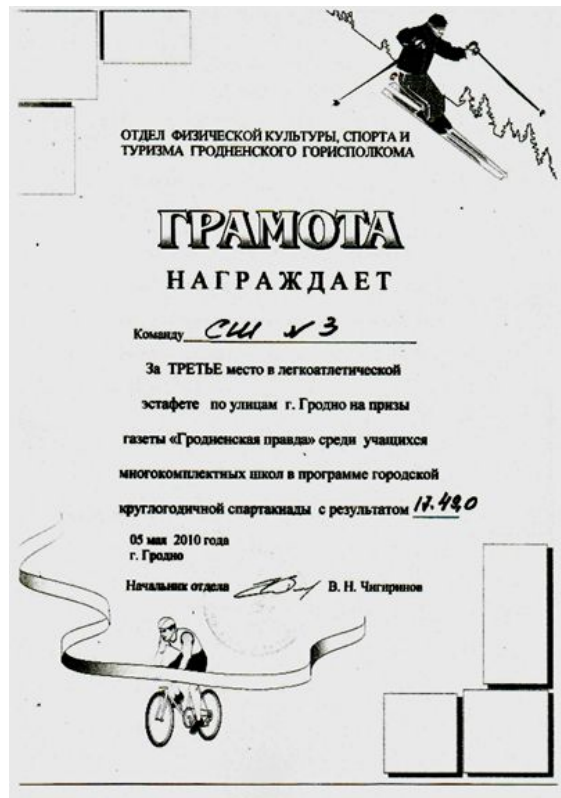 ОТДЕЛ ФИЗИЧЕСКОЙ КУЛЬТУРЫ, СПОРТА И
ТУРИЗМА ГРОДНЕНСКОГО ГОРИСПОЛКОМА
ГРАМОТА
НАГРАЖДАЕТ
Команду СШ №3
За ТРЕТЬЕ место в легкоатлетической
эстафете по улицам г. Гродно на призы
газеты «Гродненская правда» среди учащихся
многокомплектных школ в программе городской
круглогодичной спартакиады с результатом 17.49,0
05 мая 2010 года
г. Гродно
Начальник отдела В. Н. Чигиринов